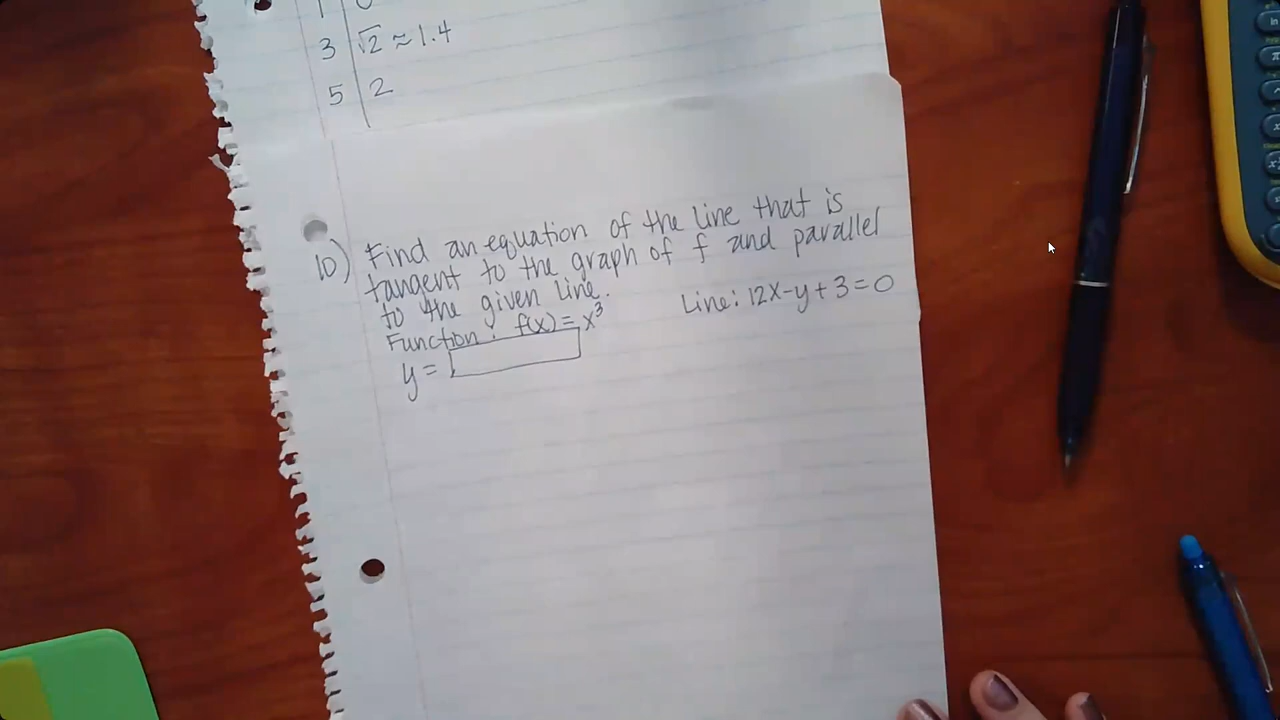 3 √2 ≈ 1.4
5 2
10) Find an equation of the line that is
tangent to the graph of f and parallel
to the given line.
Function: f(x) = x³ Line: 12x-y+3=0
y =